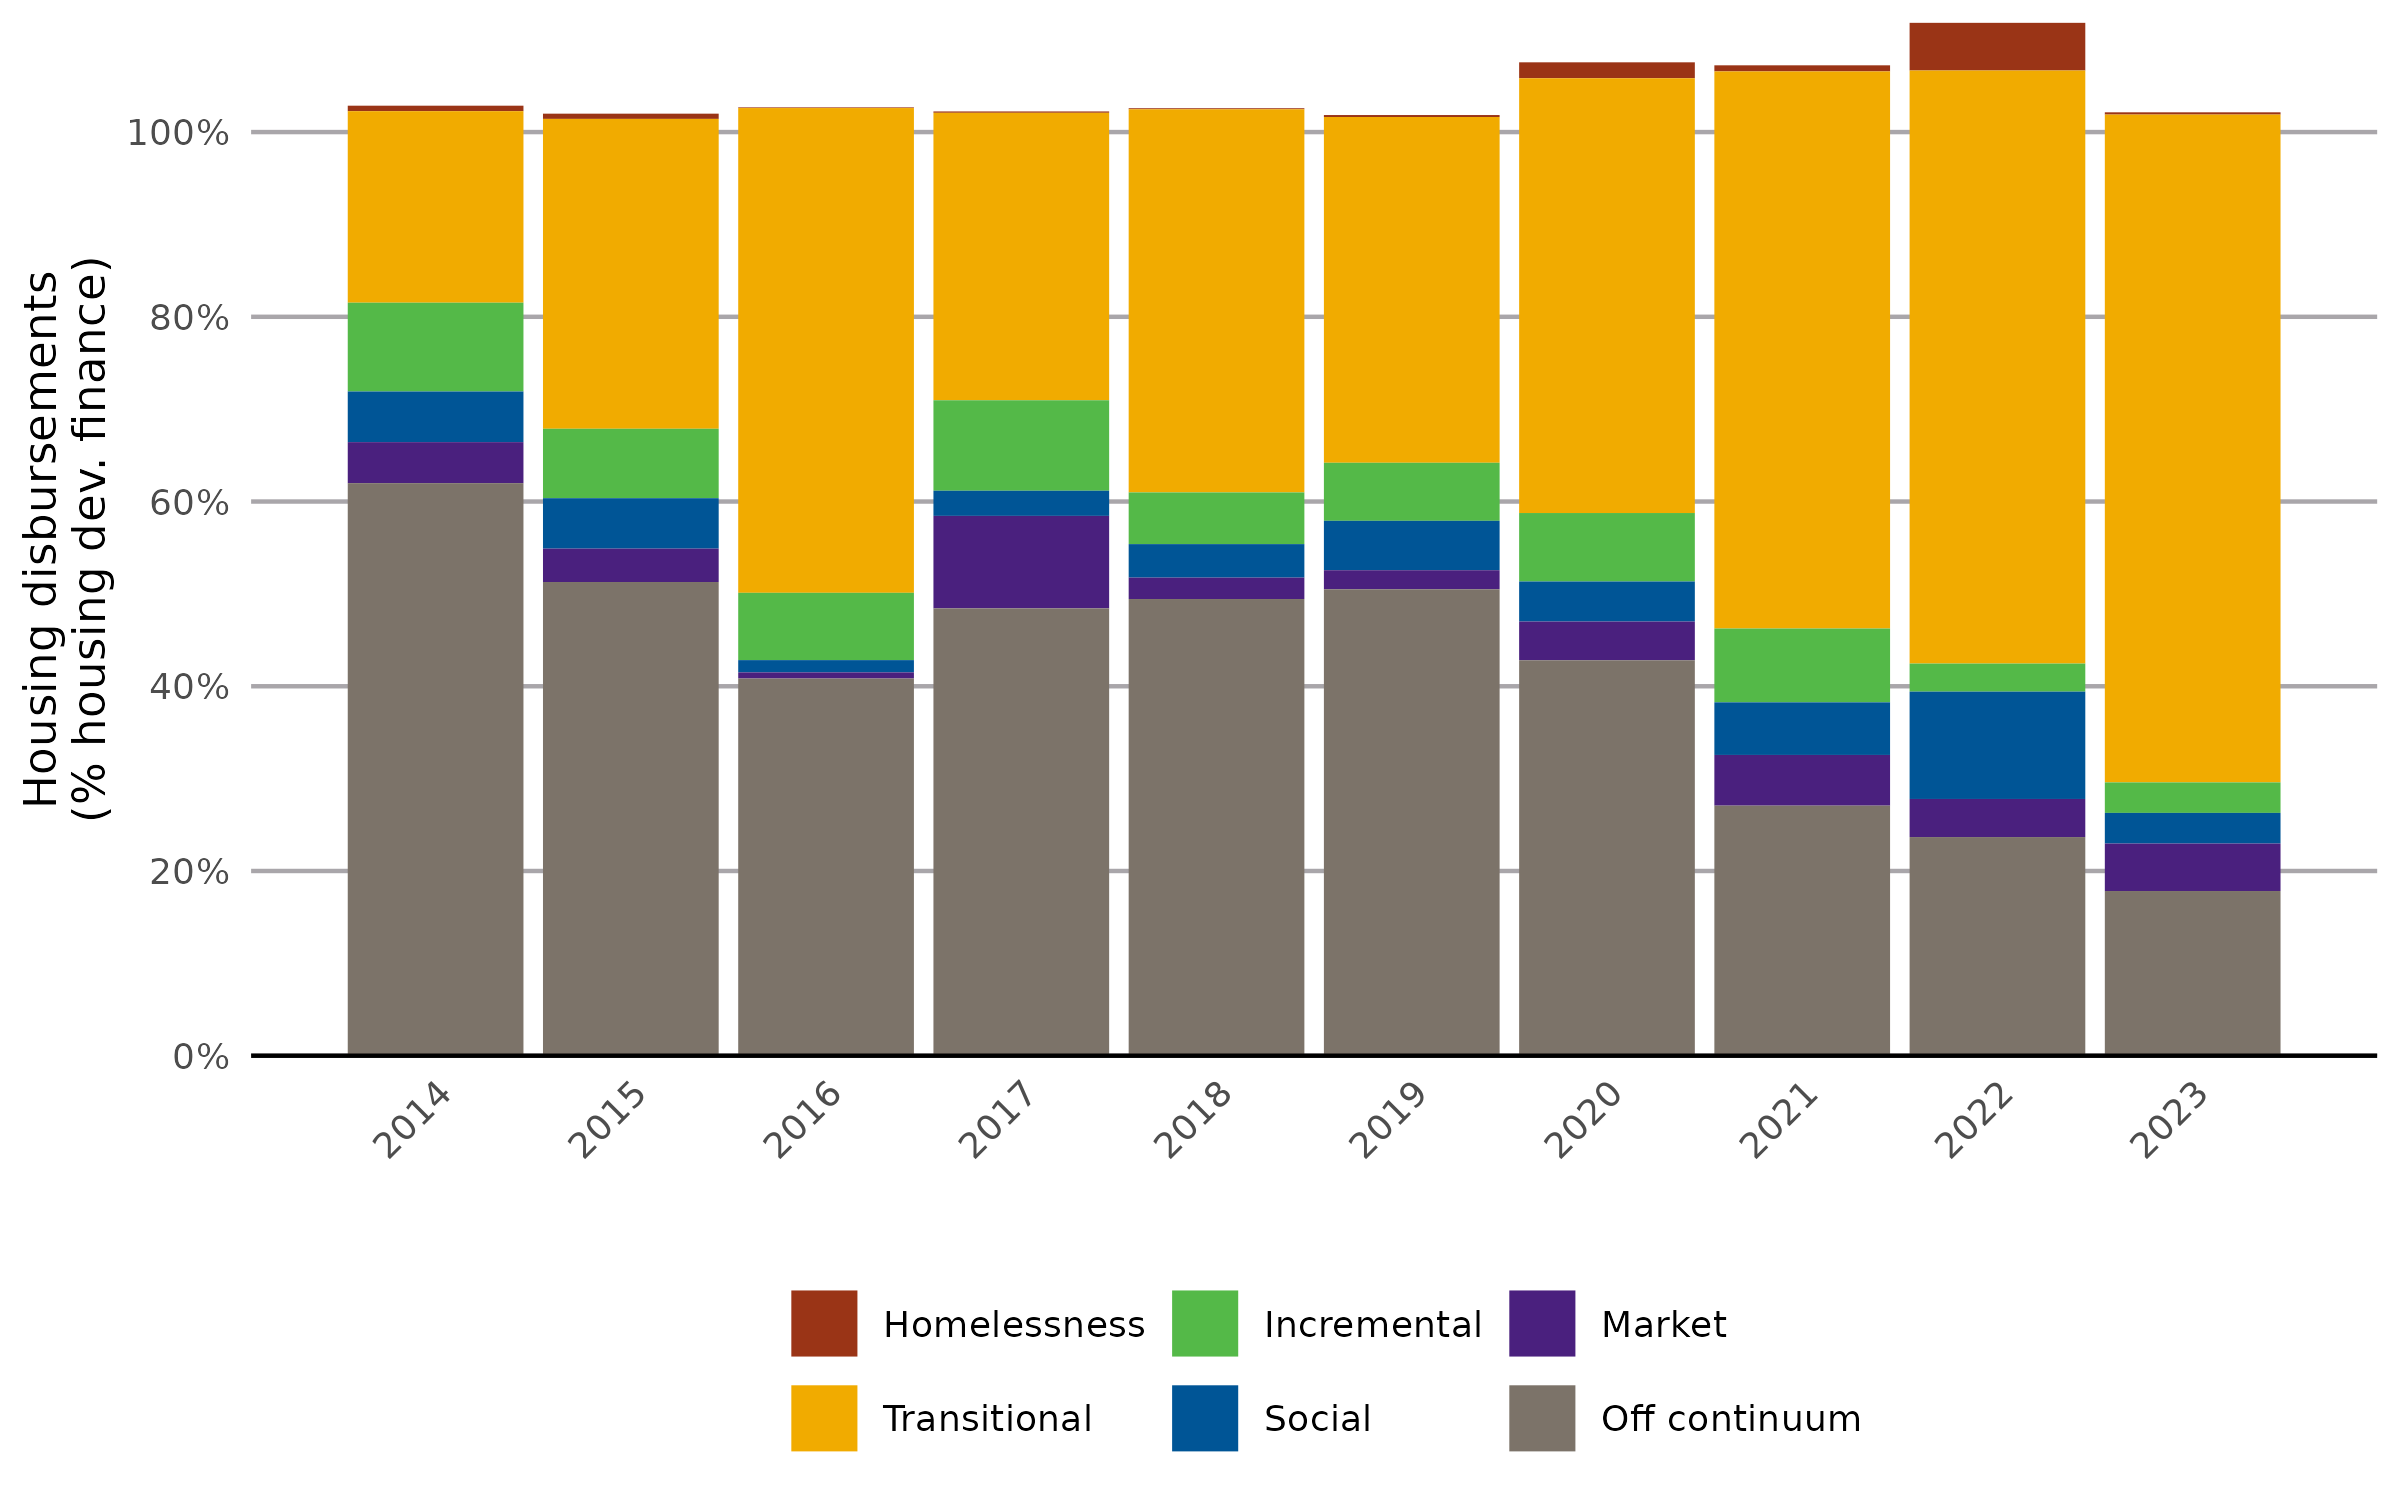 Housing disbursements
(% housing dev. finance)
100%
80%
60%
40%
20%
0%
2014
2015
2016
2017
2018
2019
2020
2021
2022
2023
Homelessness
Incremental
Market
Transitional
Social
Off continuum